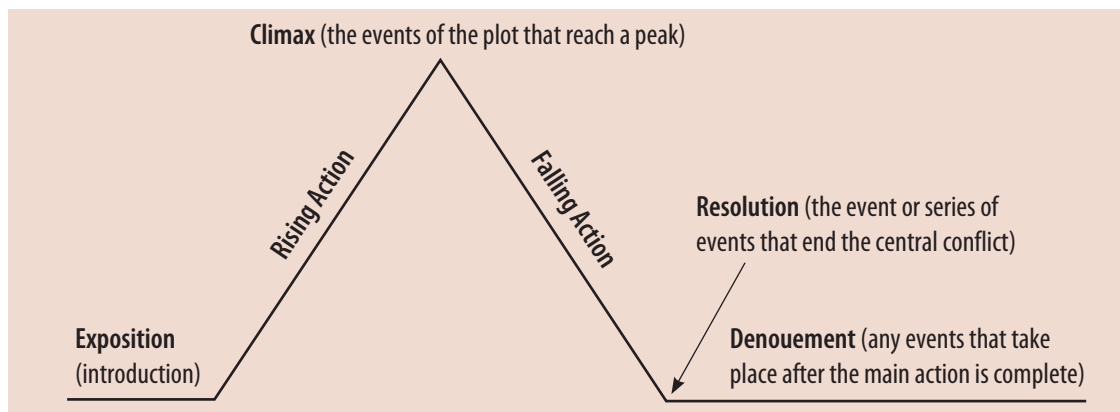 Climax (the events of the plot that reach a peak)
Rising Action
Falling Action
Resolution (the event or series of
events that end the central conflict)
Exposition
(introduction)
Denouement (any events that take
place after the main action is complete)